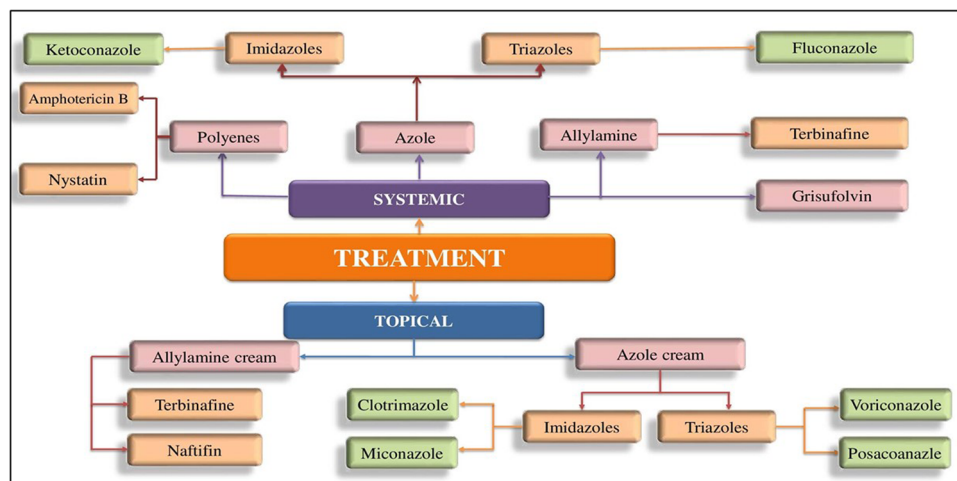 Ketoconazole
Imidazoles
Triazoles
Fluconazole
Amphotericin B
Polyenes
Azole
Allylamine
Terbinafine
Nystatin
SYSTEMIC
Grisufolvin
TREATMENT
TOPICAL
Allylamine cream
Azole cream
Terbinafine
Clotrimazole
Voriconazole
Imidazoles
Triazoles
Naftifin
Miconazole
Posacoanazle